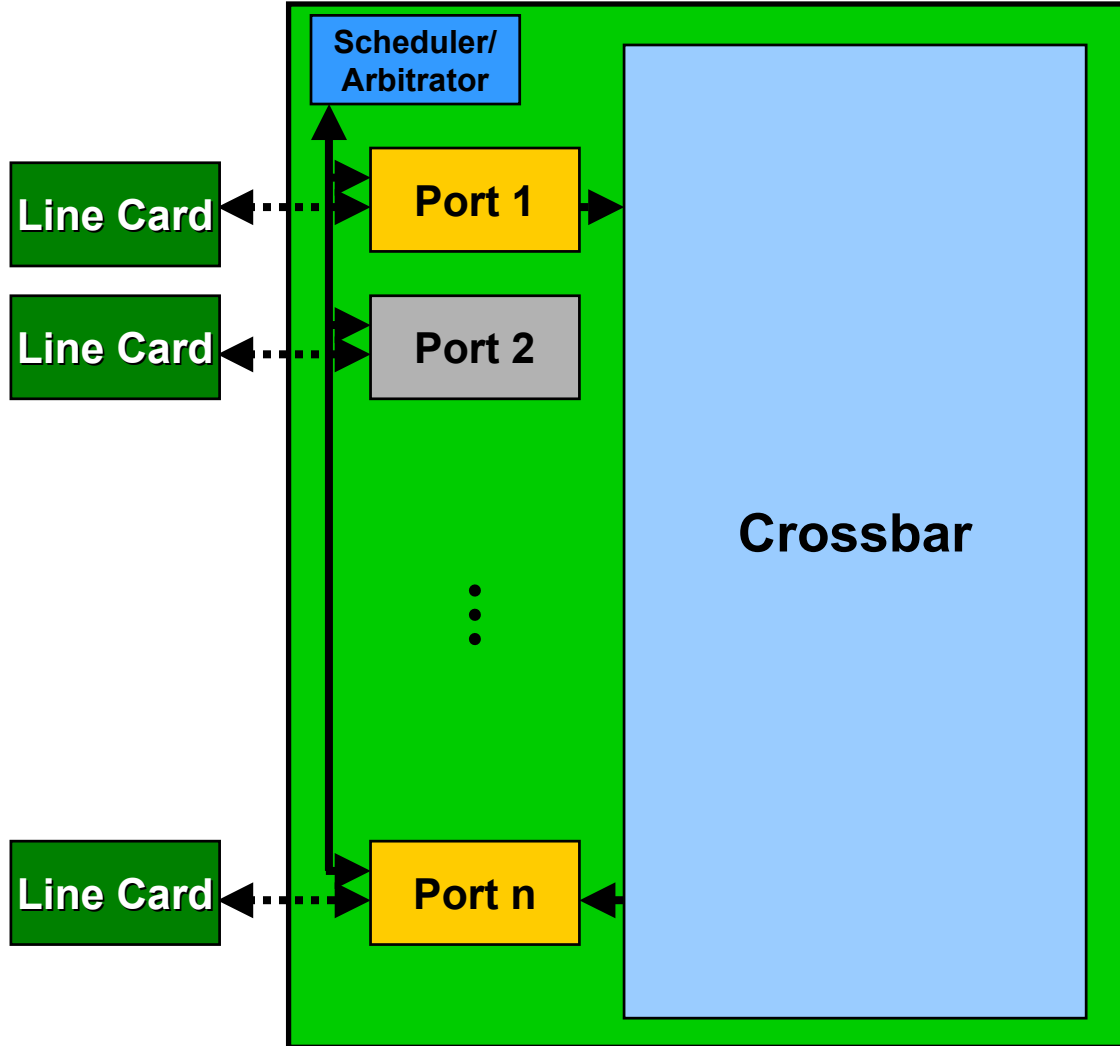 Scheduler/
Arbitrator
Line Card
Port 1
Line Card
Port 2
Crossbar
Line Card
Port n